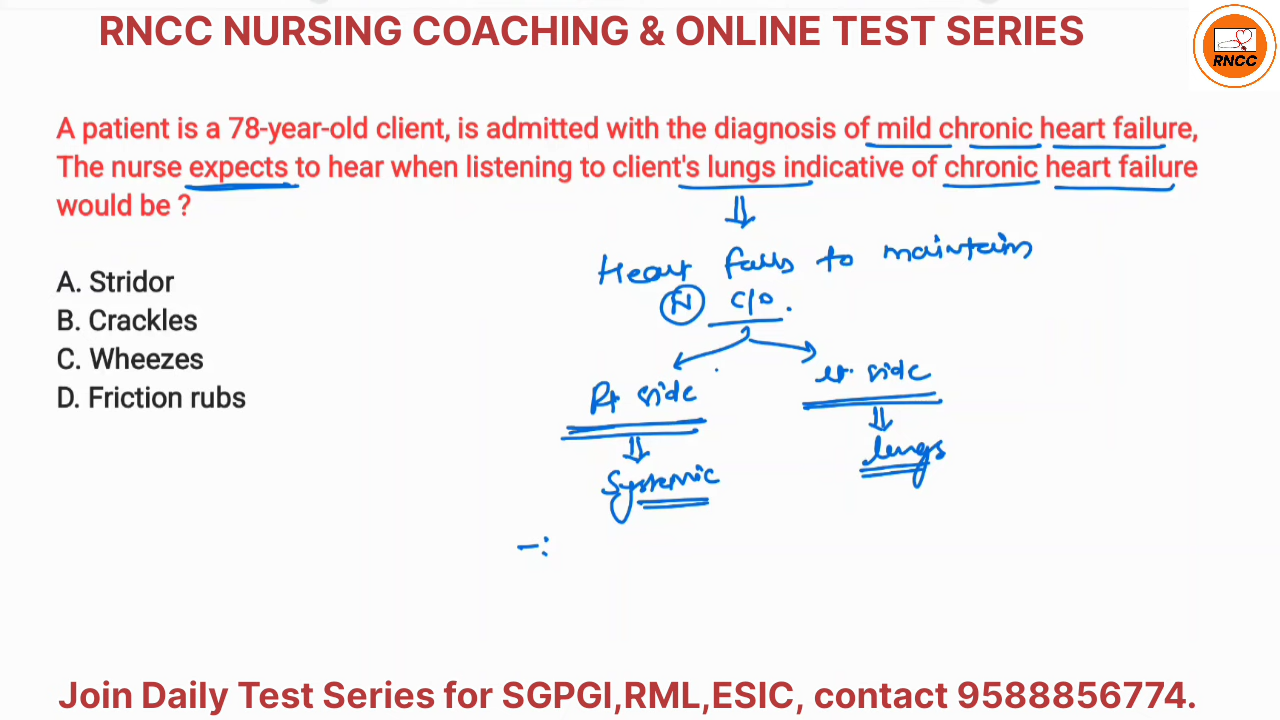 RNCC NURSING COACHING & ONLINE TEST SERIES
RNCC
A patient is a 78-year-old client, is admitted with the diagnosis of mild chronic heart failure,
The nurse expects to hear when listening to client's lungs indicative of chronic heart failure
would be ?
A. Stridor
B. Crackles
C. Wheezes
D. Friction rubs
Heart fails to maintain
N c/o.
Rt side
lt. side
lungs
systemic
Join Daily Test Series for SGPGI,RML,ESIC, contact 9588856774.